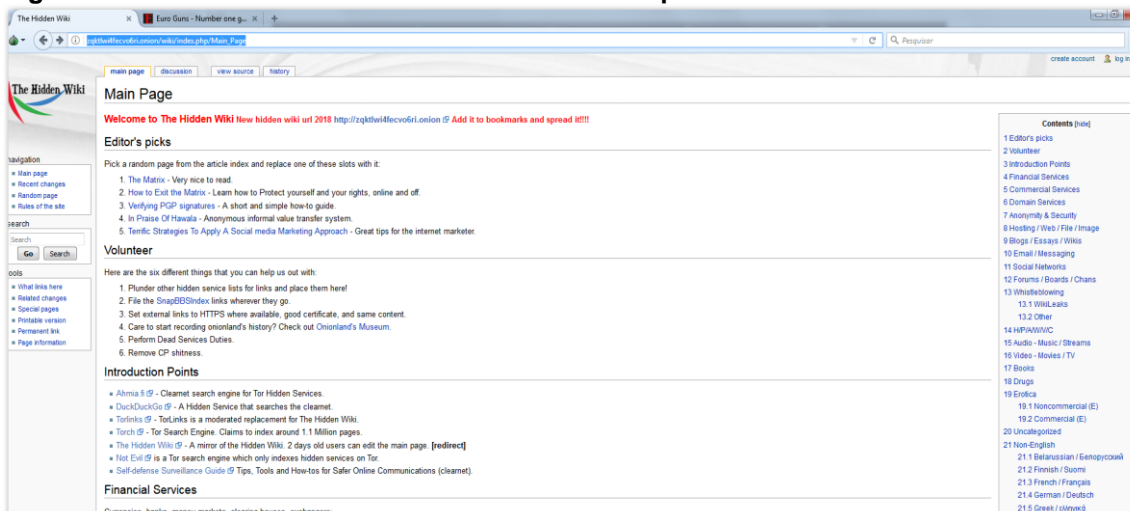 The Hidden Wiki
Euro Guns - Number one g...
zqktlwi4fecvo6ri.onion/wiki/index.php/Main_Page
Pesquisar
create account
log in
main page
discussion
view source
history
The Hidden Wiki
Main Page
Welcome to The Hidden Wiki New hidden wiki url 2018 http://zqktlwi4fecvo6ri.onion Add it to bookmarks and spread it!!!!
Editor's picks
Pick a random page from the article index and replace one of these slots with it:
1. The Matrix - Very nice to read.
2. How to Exit the Matrix - Learn how to Protect yourself and your rights, online and off.
3. Verifying PGP signatures - A short and simple how-to guide.
4. In Praise Of Hawala - Anonymous informal value transfer system.
5. Terrific Strategies To Apply A Social media Marketing Approach - Great tips for the internet marketer.
Volunteer
Here are the six different things that you can help us out with:
1. Plunder other hidden service lists for links and place them here!
2. File the SnapBBSIndex links wherever they go.
3. Set external links to HTTPS where available, good certificate, and same content.
4. Care to start recording onionland's history? Check out Onionland's Museum.
5. Perform Dead Services Duties.
6. Remove CP shitness.
Introduction Points
Ahmia.fi - Clearnet search engine for Tor Hidden Services.
DuckDuckGo - A Hidden Service that searches the clearnet.
Torlinks - TorLinks is a moderated replacement for The Hidden Wiki.
Torch - Tor Search Engine. Claims to index around 1.1 Million pages.
The Hidden Wiki - A mirror of the Hidden Wiki. 2 days old users can edit the main page. [redirect]
Not Evil is a Tor search engine which only indexes hidden services on Tor.
Self-defense Surveillance Guide Tips, Tools and How-tos for Safer Online Communications (clearnet).
Financial Services
navigation
Main page
Recent changes
Random page
Rules of the site
search
Search
Go
Search
tools
What links here
Related changes
Special pages
Printable version
Permanent link
Page information
Contents [hide]
1 Editor's picks
2 Volunteer
3 Introduction Points
4 Financial Services
5 Commercial Services
6 Domain Services
7 Anonymity & Security
8 Hosting / Web / File / Image
9 Blogs / Essays / Wikis
10 Email / Messaging
11 Social Networks
12 Forums / Boards / Chans
13 Whistleblowing
13.1 WikiLeaks
13.2 Other
14 H/P/A/W/V/C
15 Audio - Music / Streams
16 Video - Movies / TV
17 Books
18 Drugs
19 Erotica
19.1 Noncommercial (E)
19.2 Commercial (E)
20 Uncategorized
21 Non-English
21.1 Belarussian / Белорусский
21.2 Finnish / Suomi
21.3 French / Français
21.4 German / Deutsch
21.5 Greek / ελληνικά